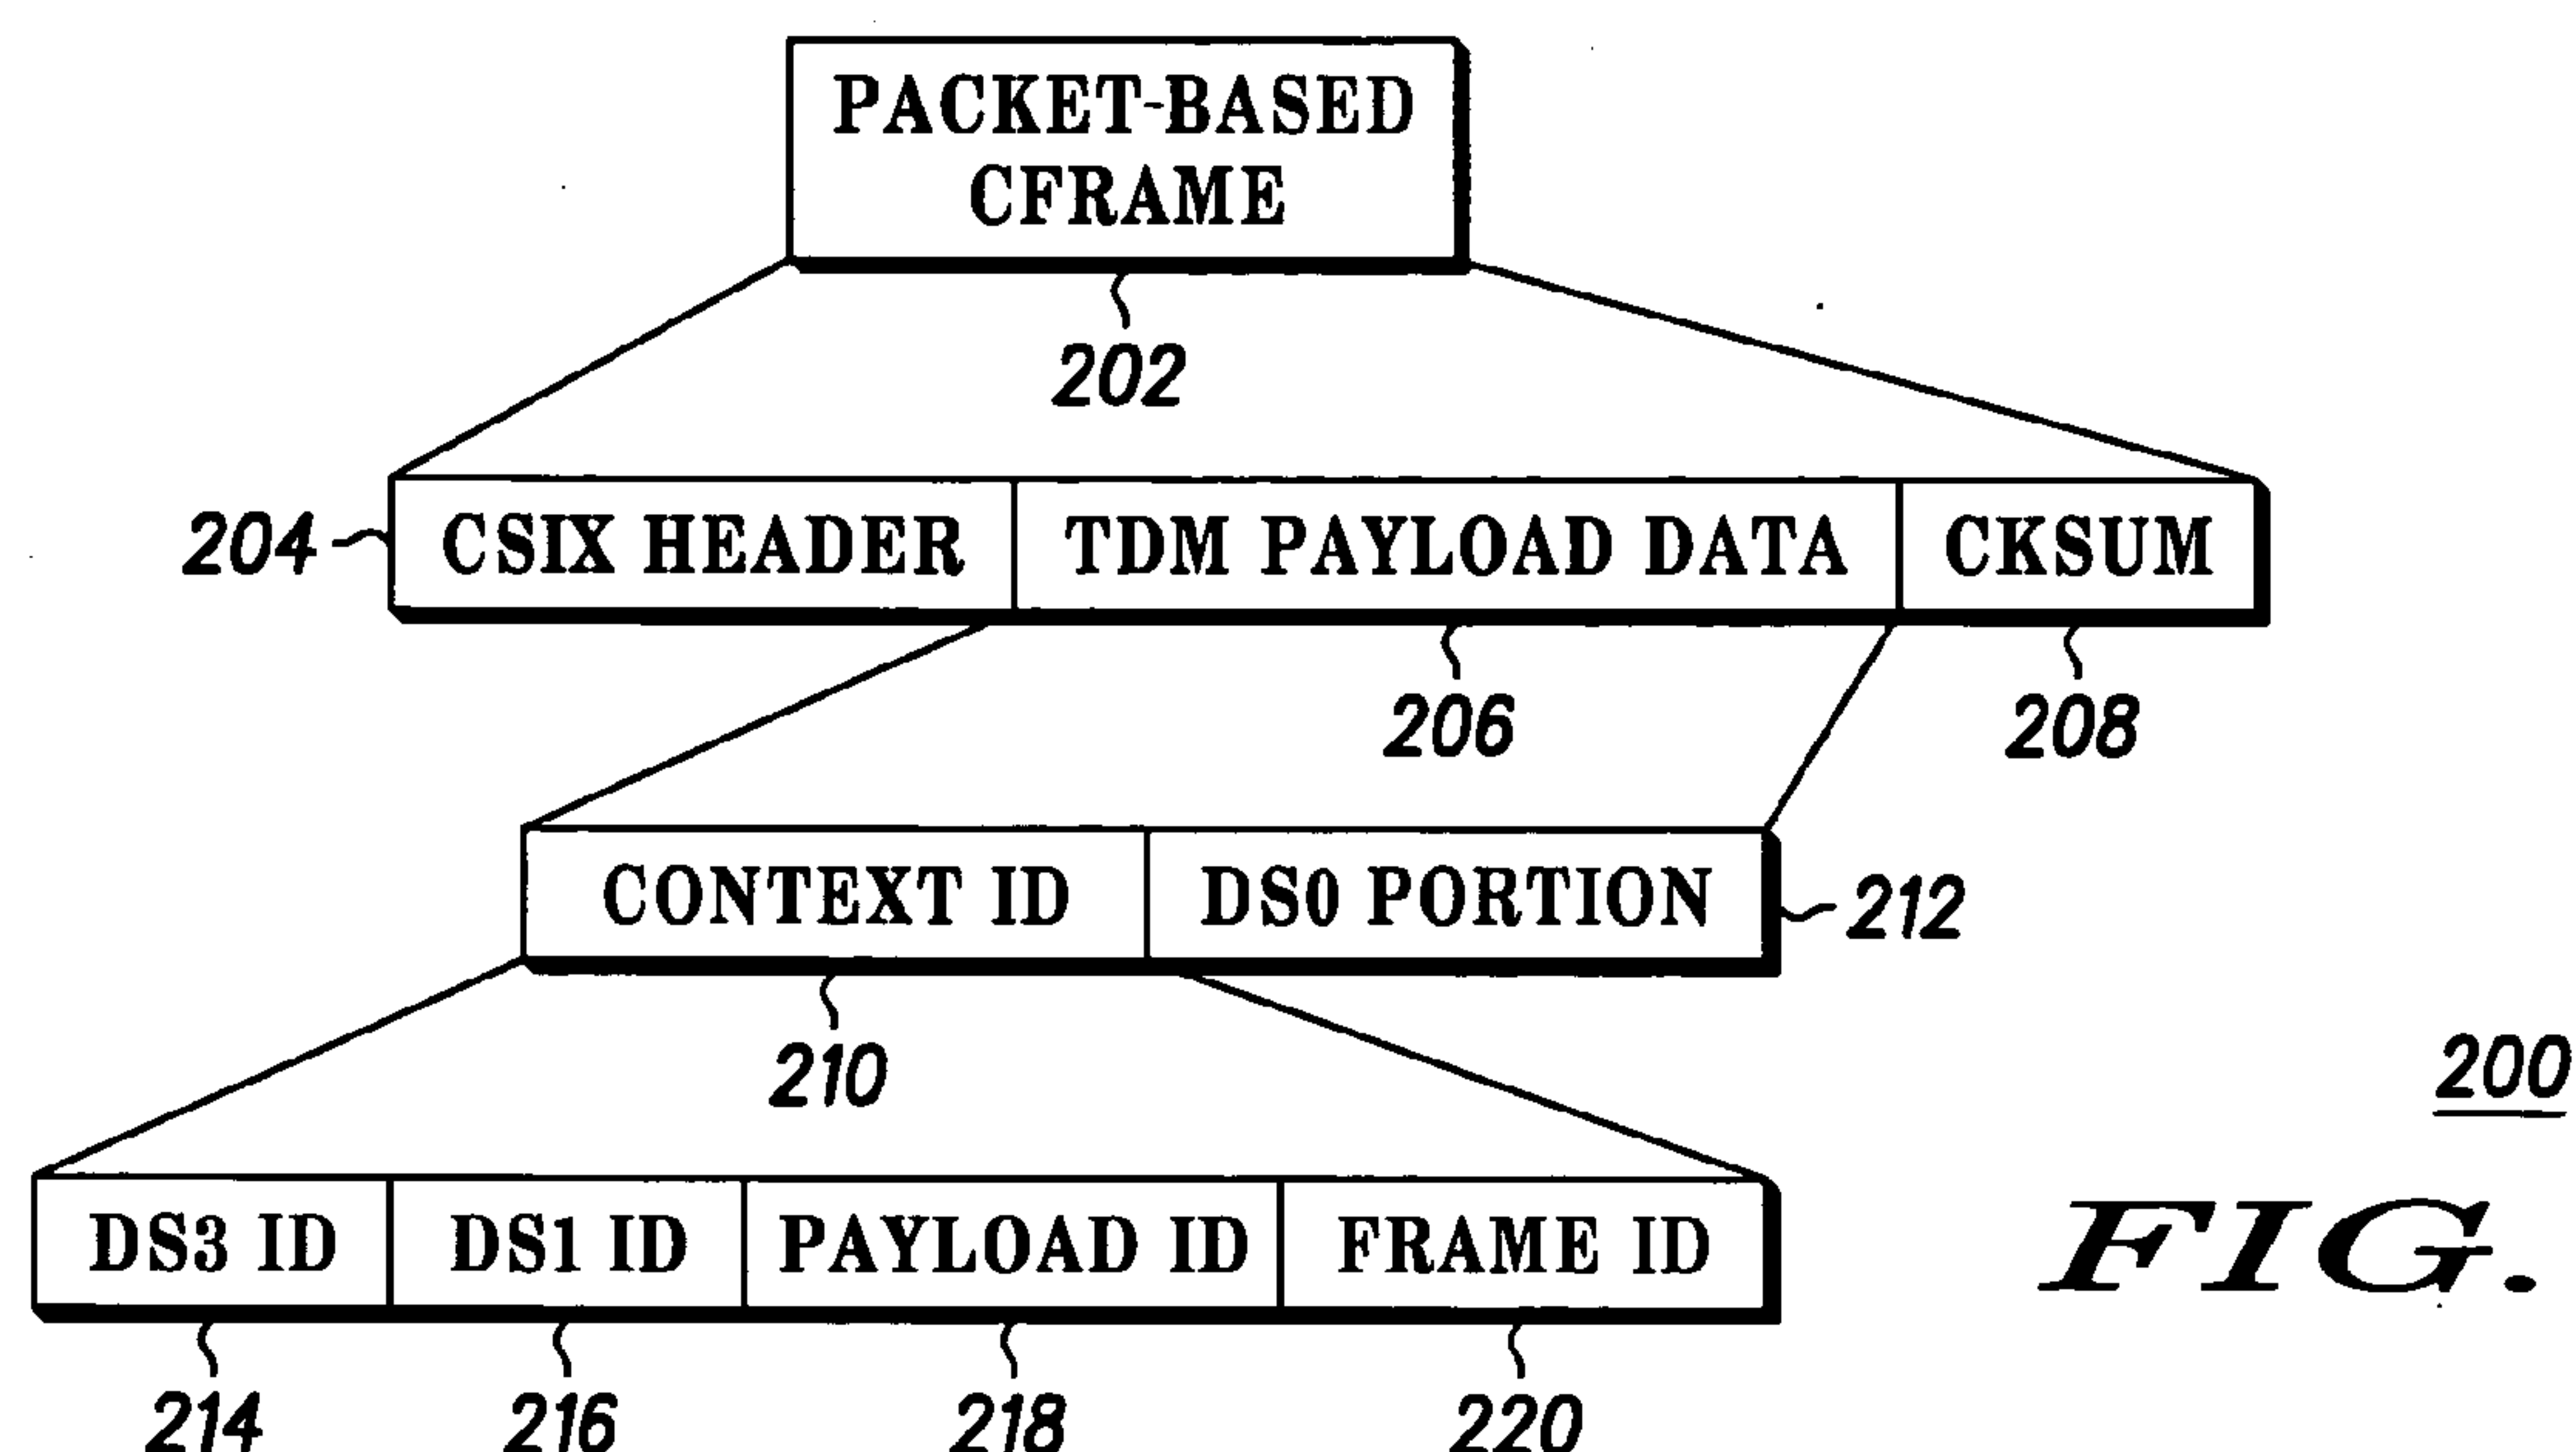 PACKET-BASED
CFRAME
202
204
CSIX HEADER
TDM PAYLOAD DATA
CKSUM
206
208
CONTEXT ID
DS0 PORTION
212
210
200
DS3 ID
DS1 ID
PAYLOAD ID
FRAME ID
FIG.
214
216
218
220